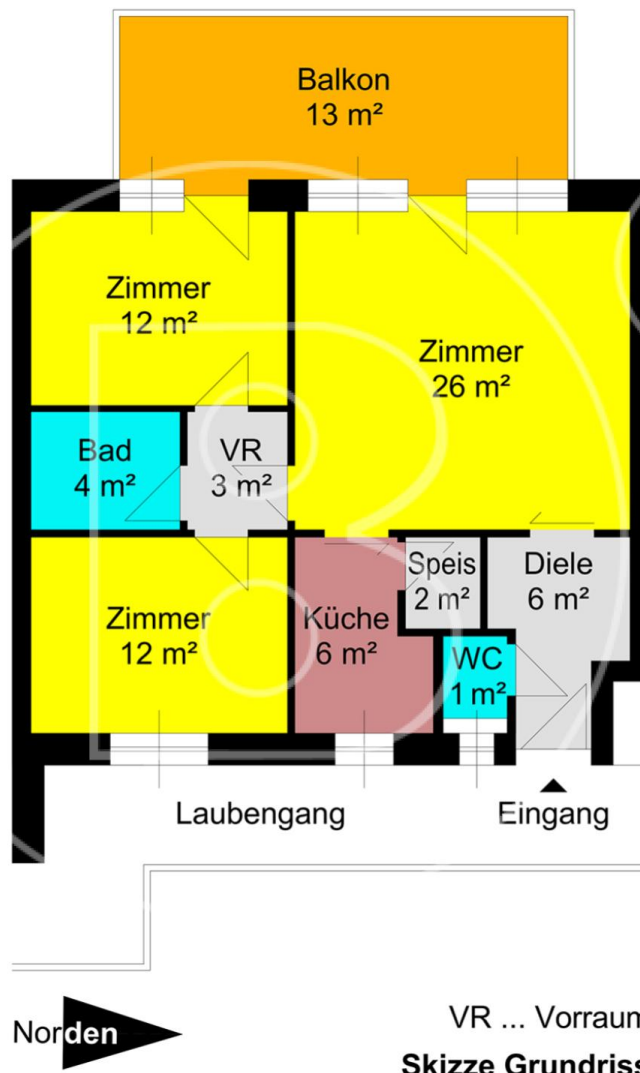 Balkon
13 m²
Zimmer
12 m²
Zimmer
26 m²
Bad
4 m²
VR
3 m²
Zimmer
12 m²
Küche
6 m²
Speis
2 m²
Diele
6 m²
WC
1 m²
Laubengang
Eingang
Norden
VR ... Vorraum
Skizze Grundriss